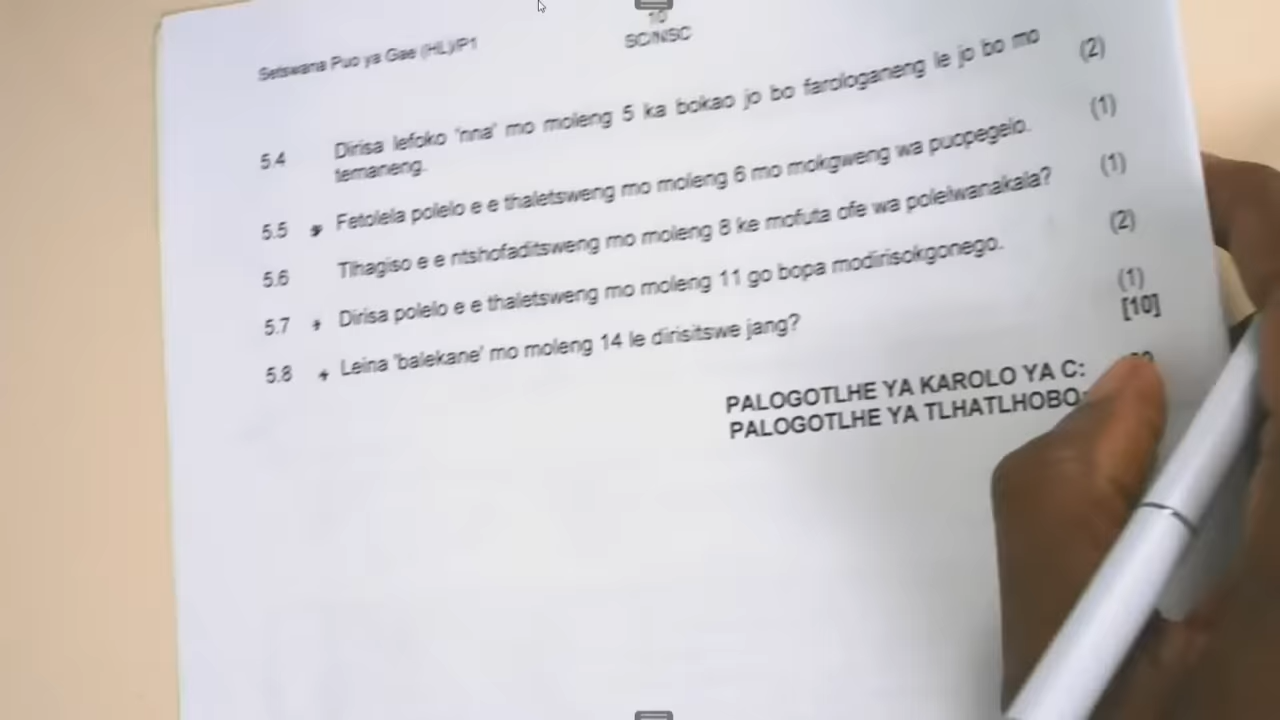 Setswana Puo ya Gae (HL)/P1
10
SC/NSC
5.4 Dirisa lefoko 'nna' mo moleng 5 ka bokao jo bo farologaneng le jo bo mo (2)
temaneng.
5.5 Fetolela polelo e e thaletsweng mo moleng 6 mo mokgweng wa puopegelo. (1)
5.6 Tlhagiso e e ntshofaditsweng mo moleng 8 ke mofuta ofe wa polelwanakala? (1)
5.7 Dirisa polelo e e thaletsweng mo moleng 11 go bopa modirisokgonego. (2)
5.8 Leina 'balekane' mo moleng 14 le dirisitswe jang? (1)
[10]
PALOGOTLHE YA KAROLO YA C:
PALOGOTLHE YA TLHATLHOBO: